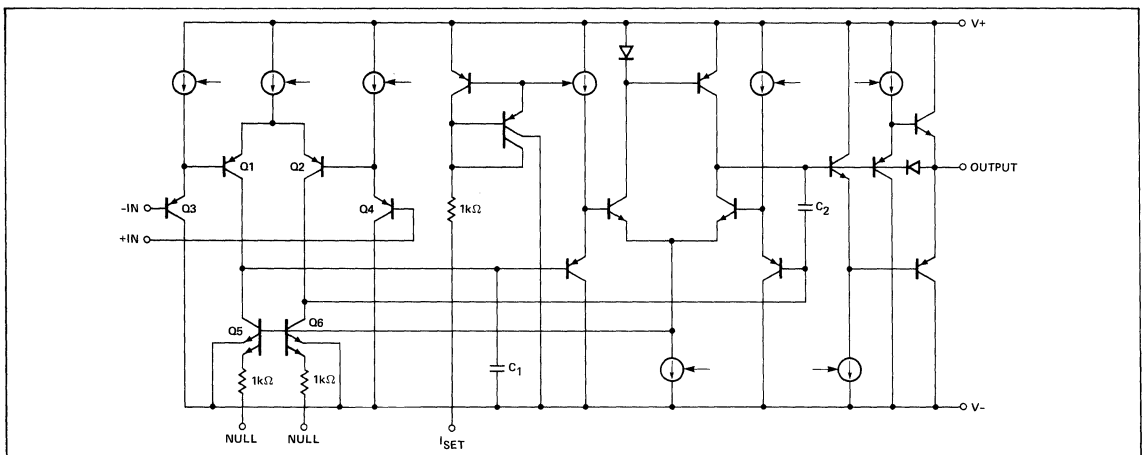 V+
Q1
Q2
OUTPUT
-IN
Q3
Q4
1kΩ
C2
+IN
Q5
Q6
C1
1kΩ
1kΩ
V-
NULL
NULL
ISET